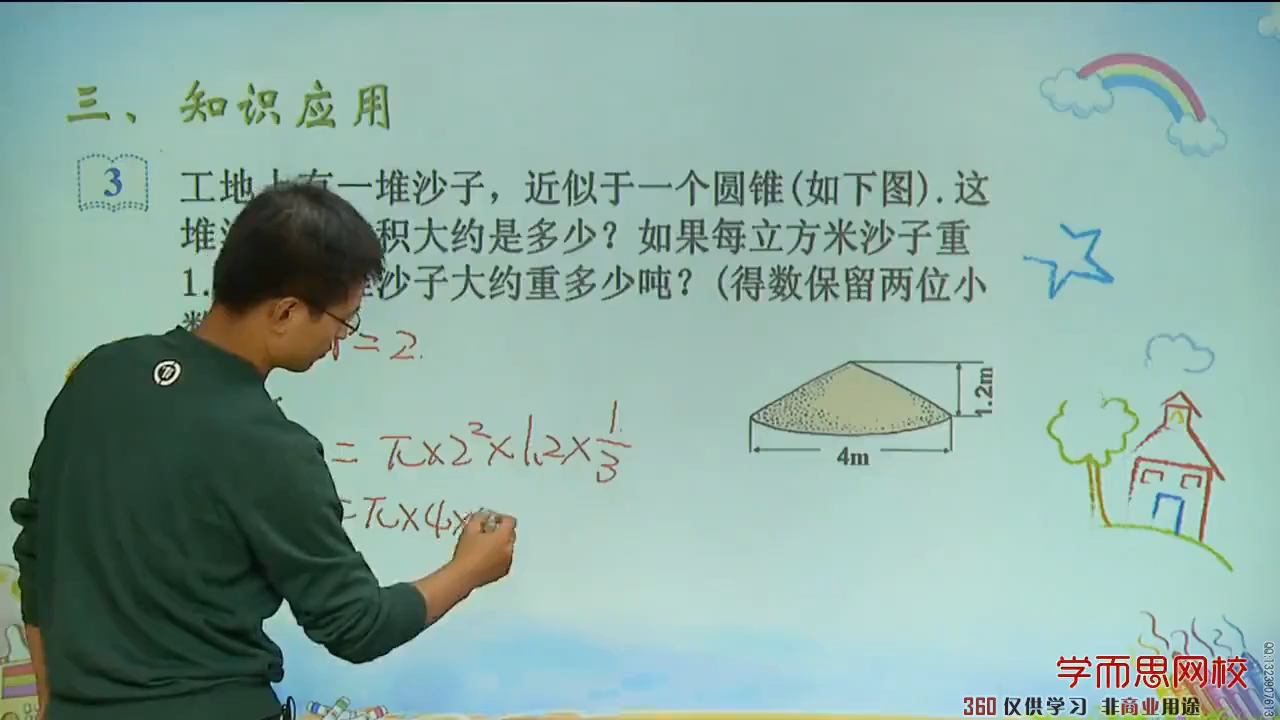 三、知识应用
3
工地上有一堆沙子，近似于一个圆锥(如下图).这
堆 积大约是多少？如果每立方米沙子重
1. 沙子大约重多少吨？(得数保留两位小
r=2.
=π×2²×1.2×1/3
=π×4×
1.2m
4m
学而思网校
360 仅供学习 非商业用途